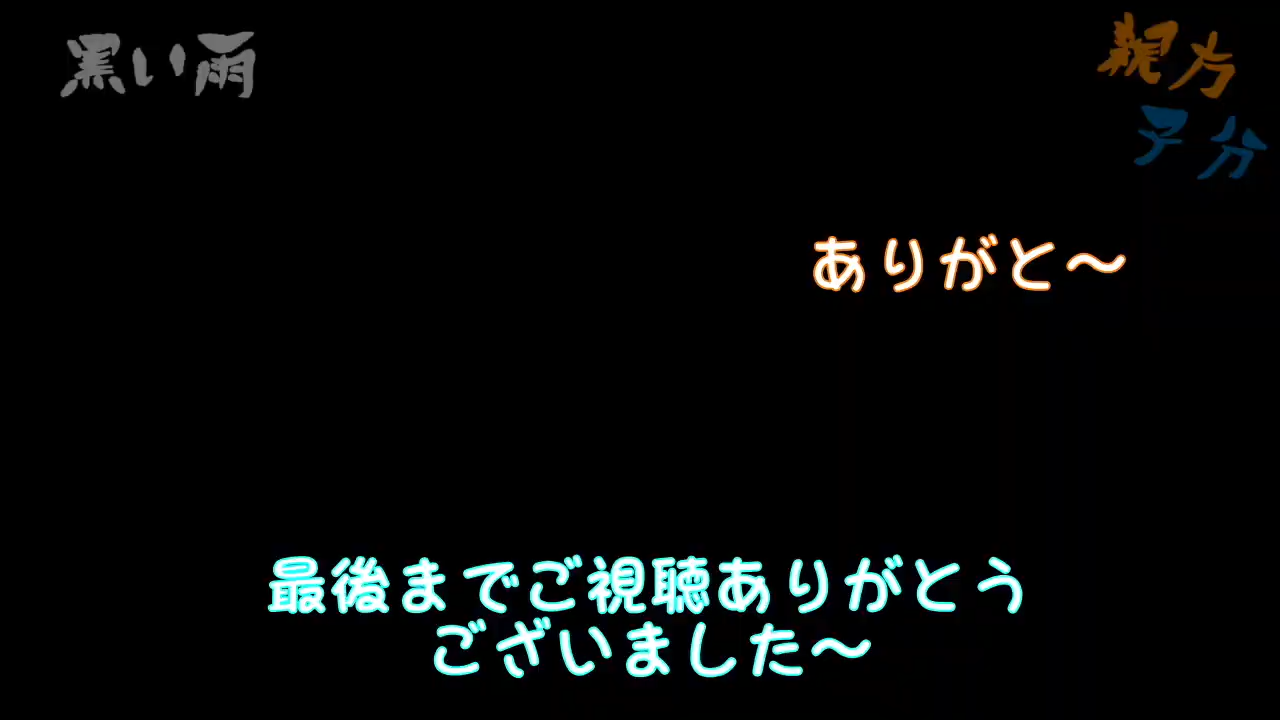 黒い雨
親方
子分
ありがと〜
最後までご視聴ありがとう
ございました〜